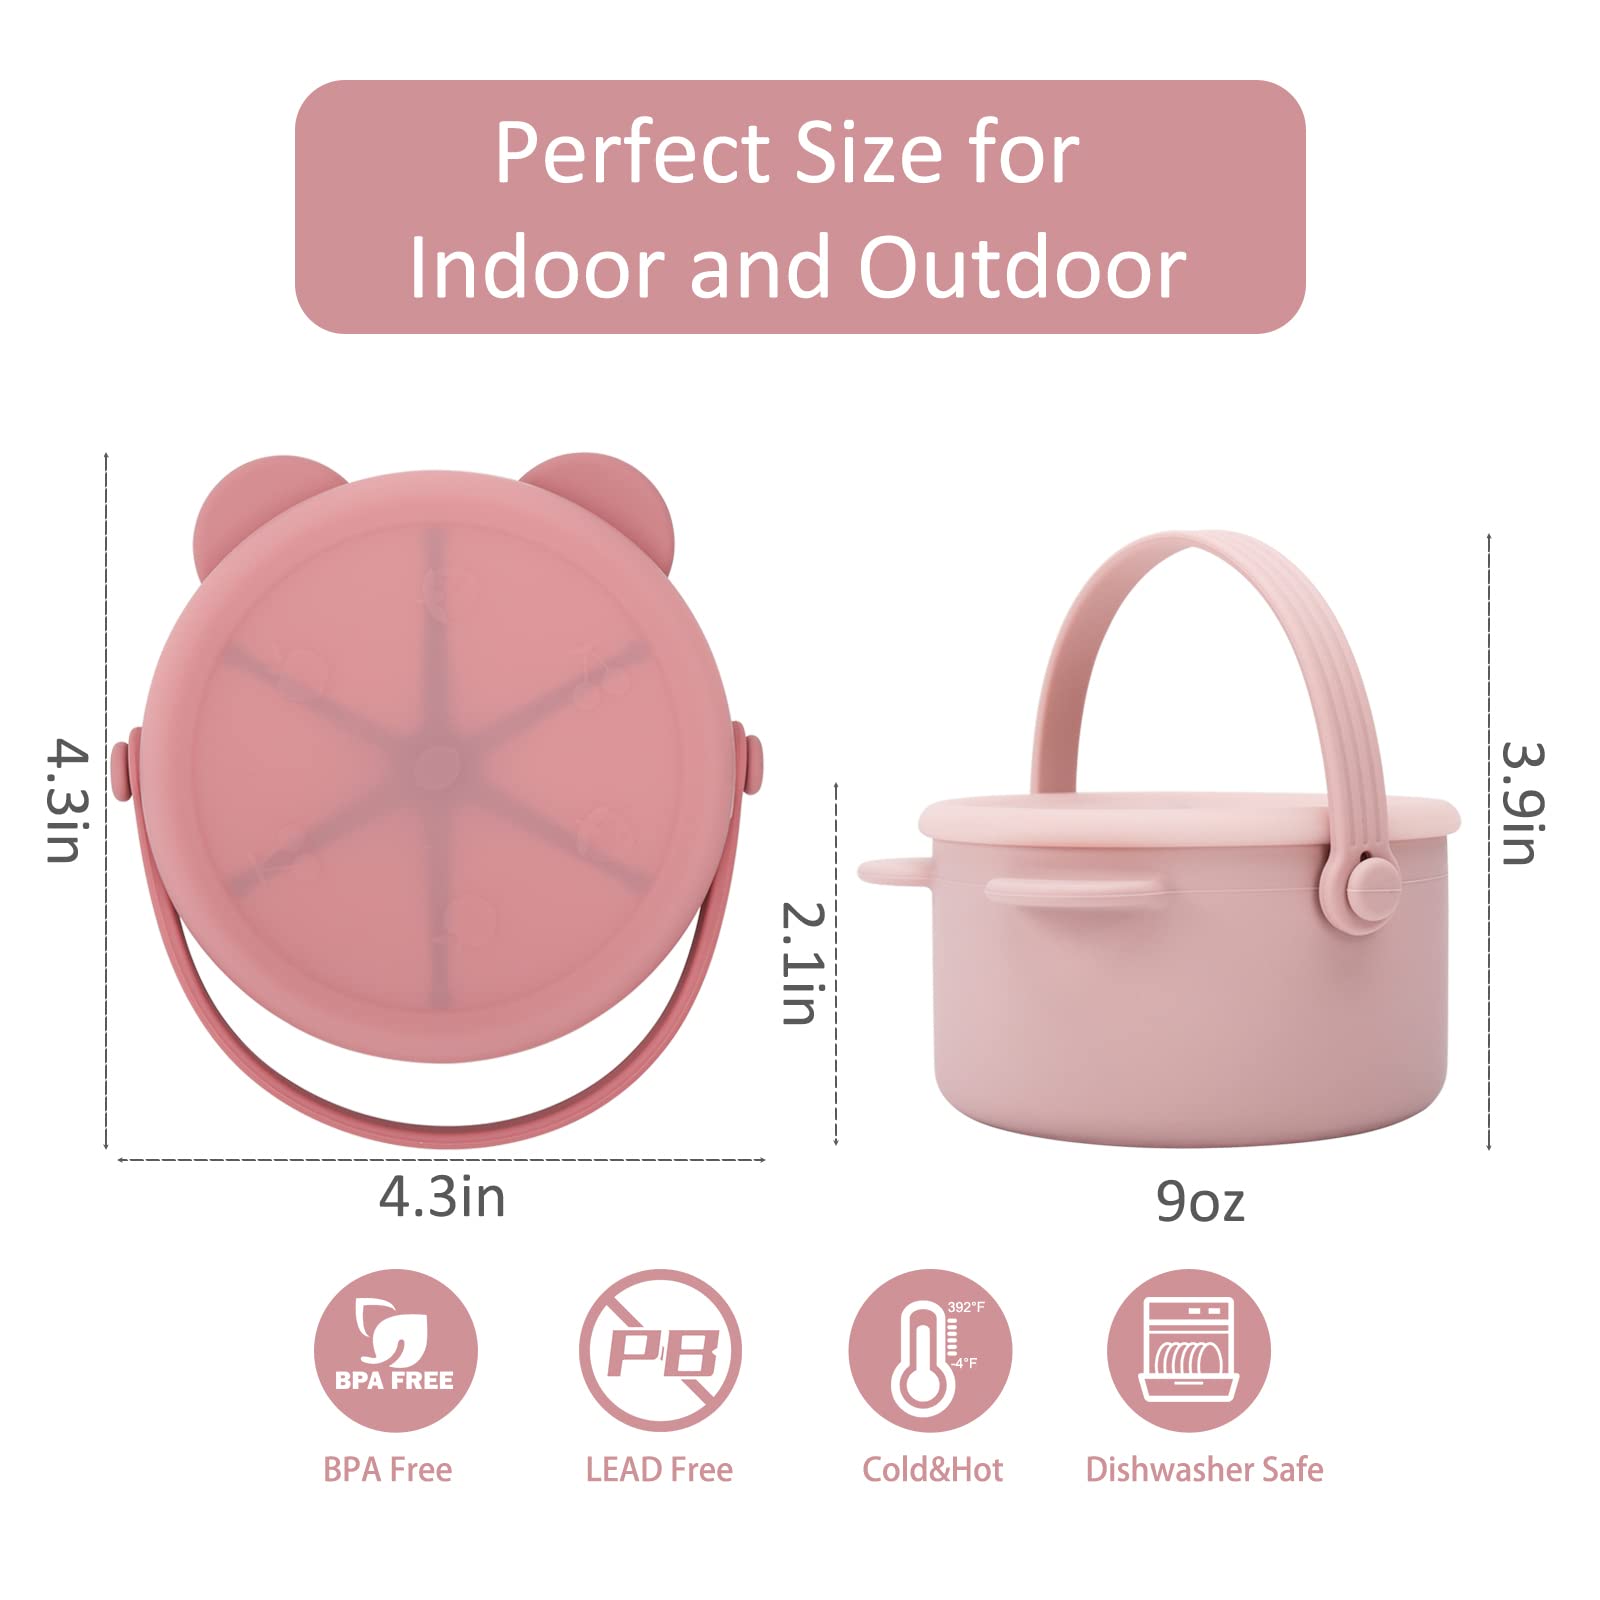 Perfect Size for
Indoor and Outdoor
4.3in
4.3in
2.1in
3.9in
9oz
BPA FREE
PB
392°F
-4°F
BPA Free
LEAD Free
Cold&Hot
Dishwasher Safe